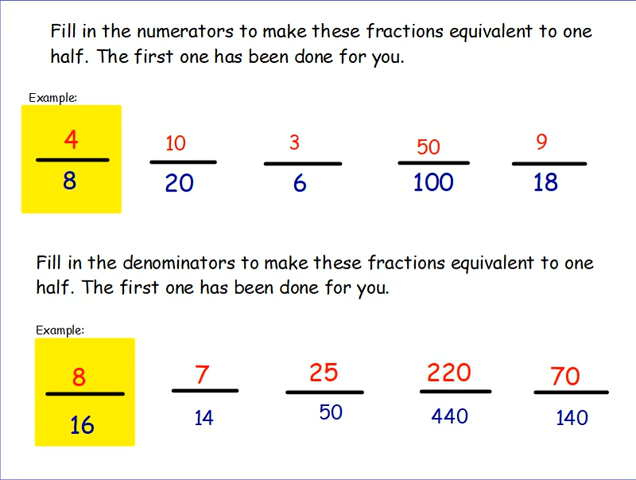 Fill in the numerators to make these fractions equivalent to one
half. The first one has been done for you.
Example:
4 10 3 50 9
8 20 6 100 18
Fill in the denominators to make these fractions equivalent to one
half. The first one has been done for you.
Example:
8 7 25 220 70
16 14 50 440 140